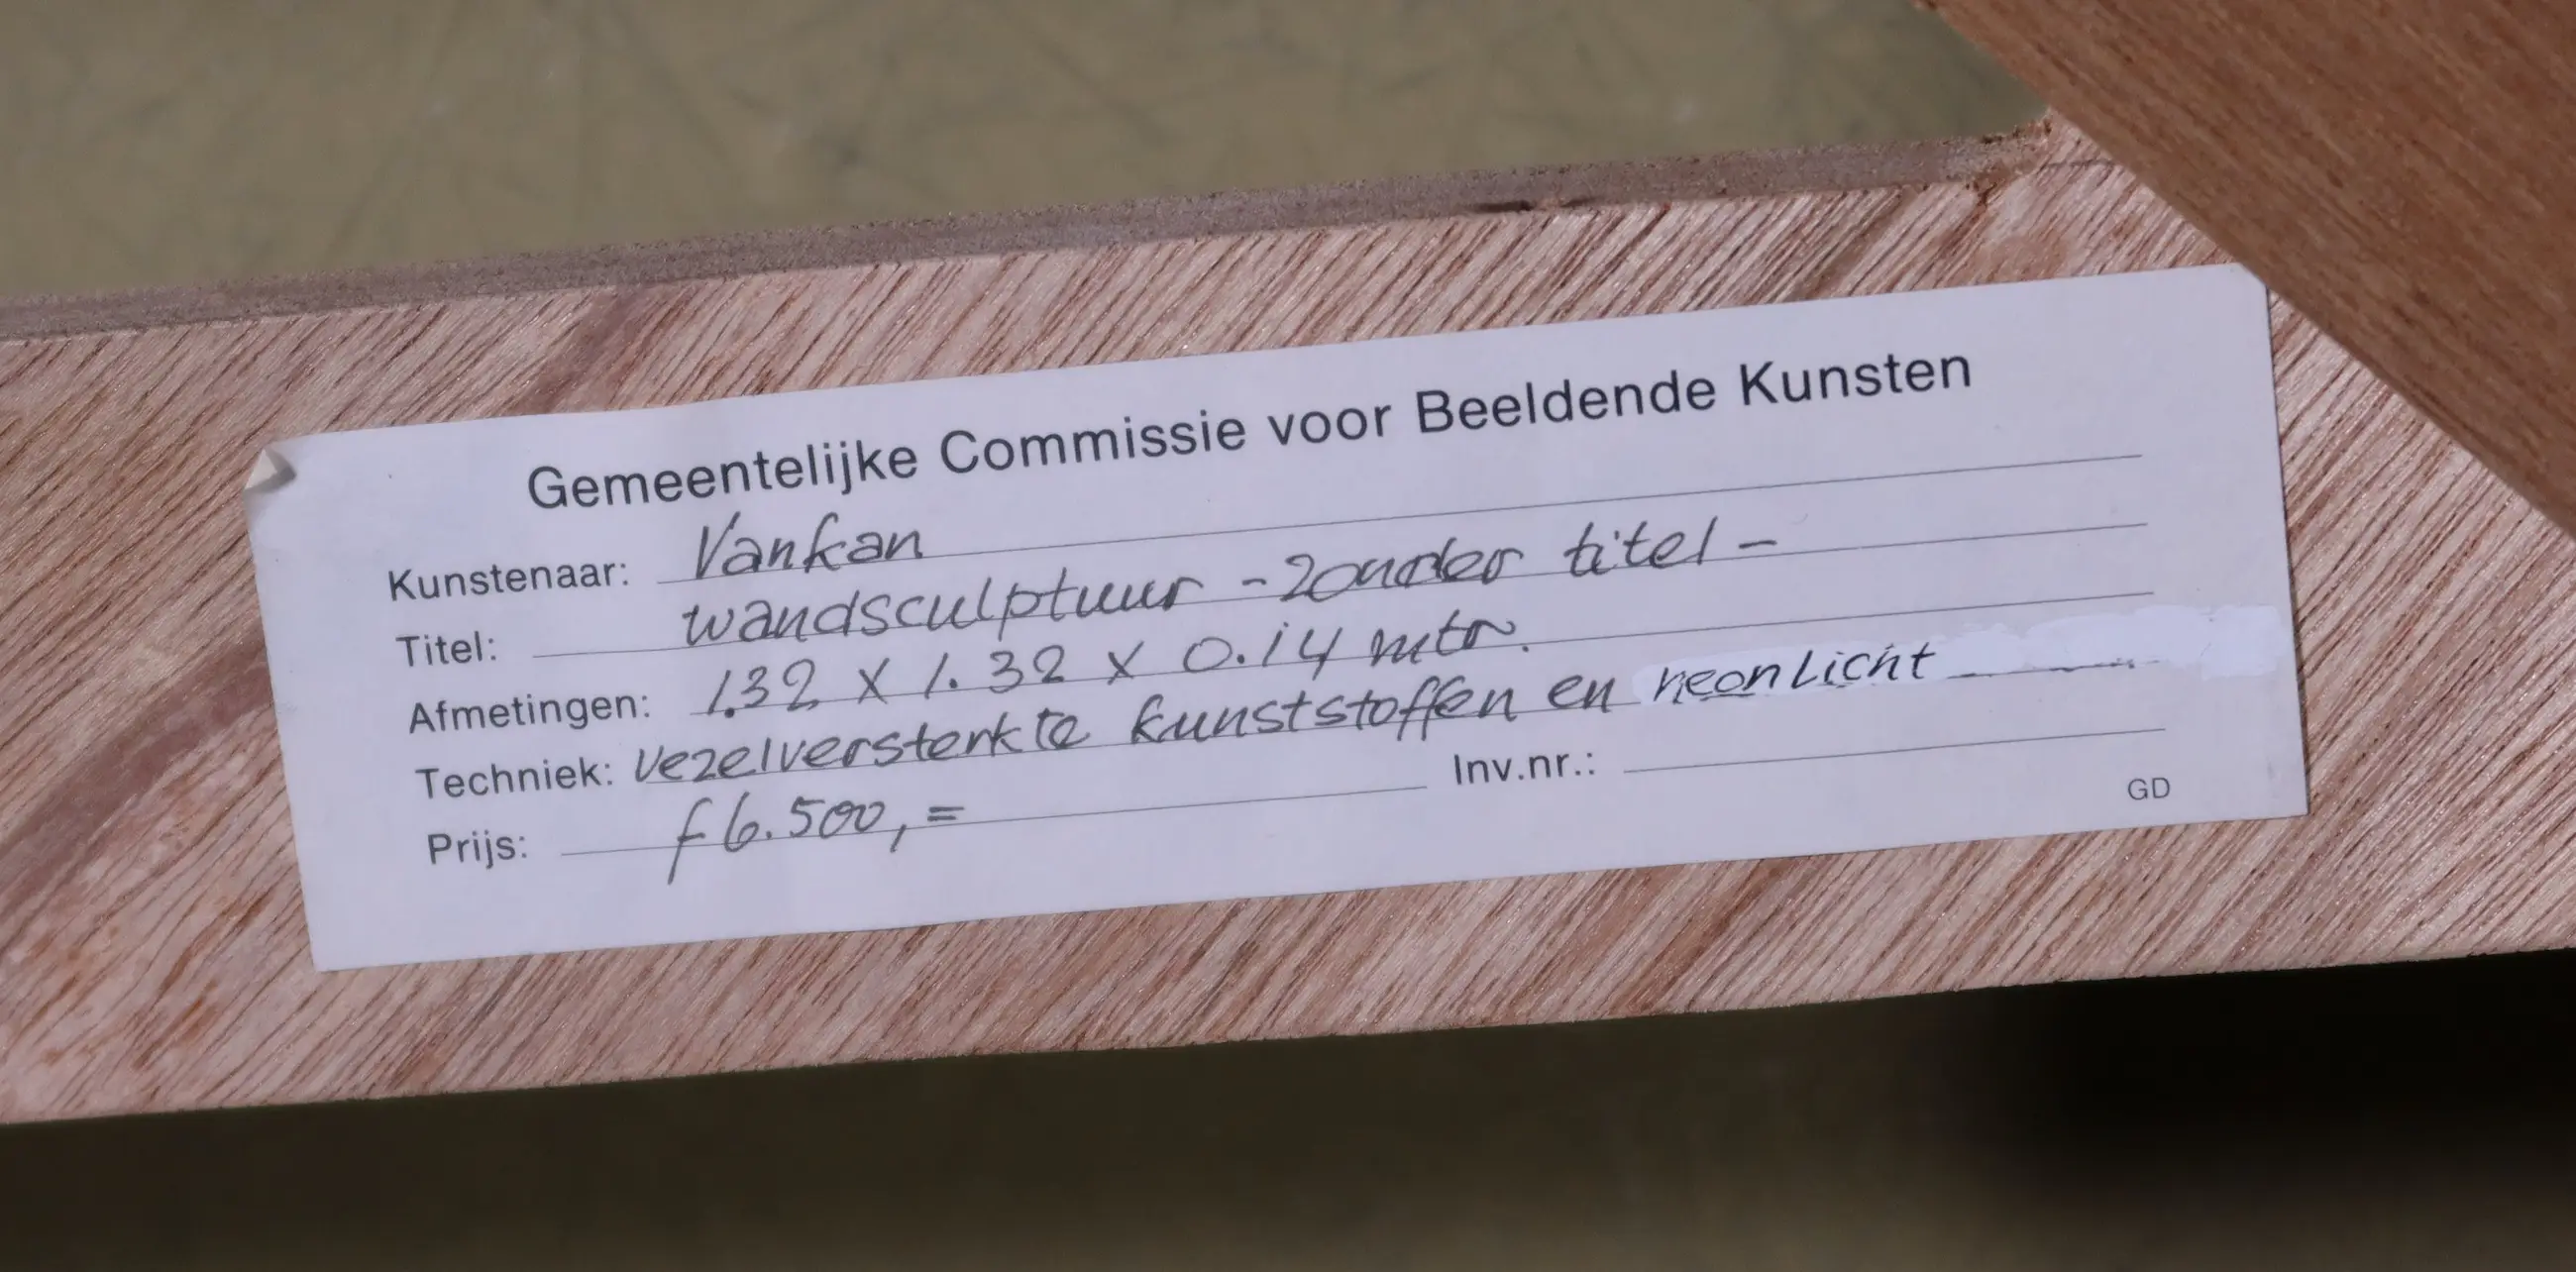 Gemeentelijke Commissie voor Beeldende Kunsten
Kunstenaar: Vankan
Titel: wandsculptuur - zonder titel -
Afmetingen: 1.32 x 1.32 x 0.14 mtr.
Techniek: vezelversterkte kunststoffen en neonlicht
Prijs: f 6.500,= Inv.nr.:
GD